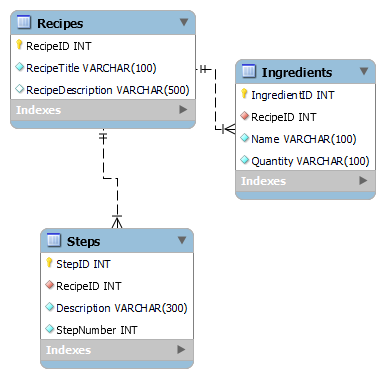 Recipes
RecipeID INT
RecipeTitle VARCHAR(100)
RecipeDescription VARCHAR(500)
Indexes
Ingredients
IngredientID INT
RecipeID INT
Name VARCHAR(100)
Quantity VARCHAR(100)
Indexes
Steps
StepID INT
RecipeID INT
Description VARCHAR(300)
StepNumber INT
Indexes